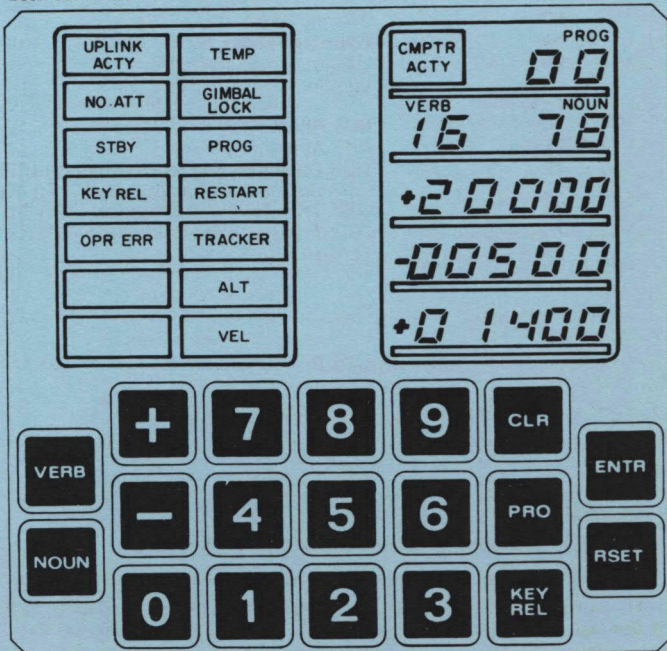 UPLINK ACTY
TEMP
NO ATT
GIMBAL LOCK
STBY
PROG
KEY REL
RESTART
OPR ERR
TRACKER
ALT
VEL
CMPTR ACTY
PROG
00
VERB
NOUN
16
78
+20000
-00500
+01400
VERB
NOUN
+
7
8
9
CLR
-
4
5
6
PRO
0
1
2
3
KEY REL
ENTR
RSET